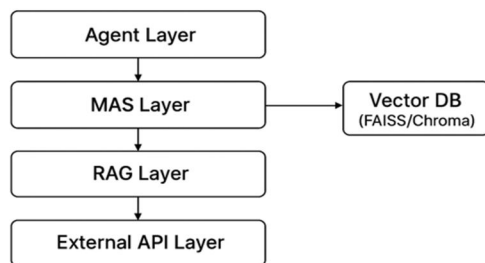 Agent Layer
MAS Layer
Vector DB
(FAISS/Chroma)
RAG Layer
External API Layer